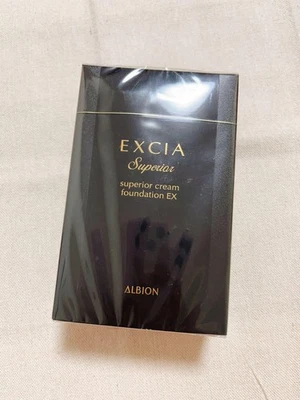 EXCIA
Superior
superior cream
foundation EX
ALBION